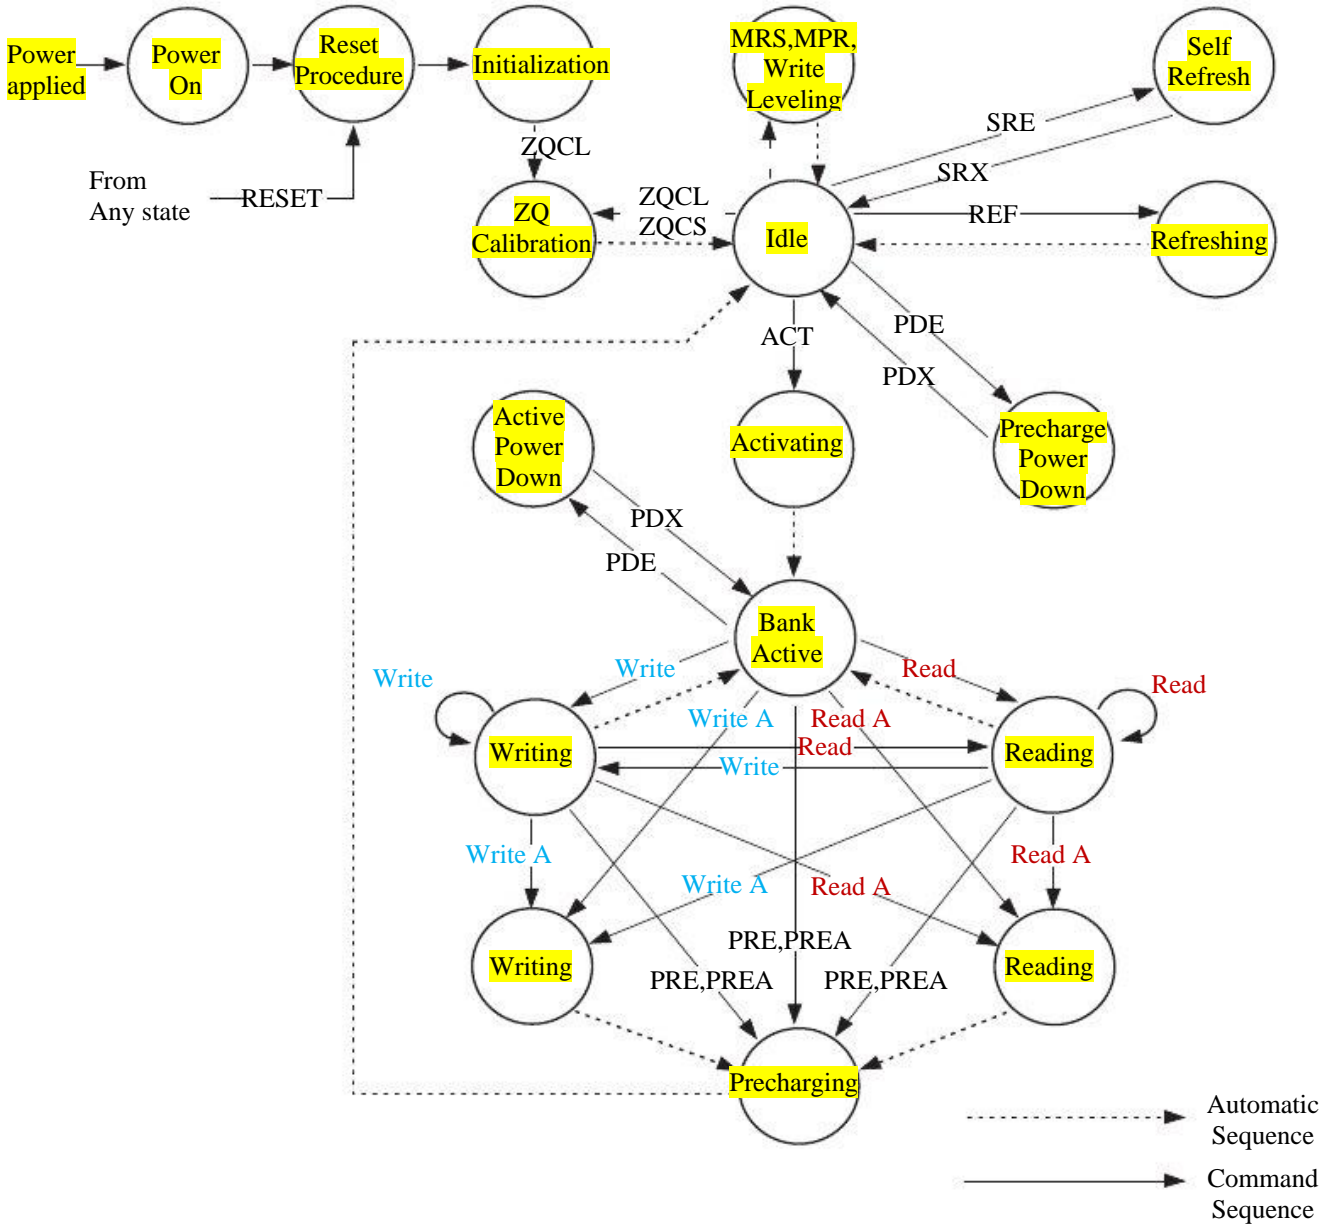 Power
applied
Power
On
Reset
Procedure
Initialization
MRS,MPR,
Write
Leveling
Self
Refresh
From
Any state
RESET
ZQCL
SRE
SRX
ZQ
Calibration
ZQCL
ZQCS
Idle
REF
Refreshing
ACT
PDE
PDX
Active
Power
Down
Activating
Precharge
Power
Down
PDX
PDE
Bank
Active
Write
Write
Read
Read
Write A
Read A
Writing
Read
Write
Reading
Write A
Read A
Write A
Read A
Writing
PRE,PREA
Reading
PRE,PREA
PRE,PREA
Precharging
Automatic
Sequence
Command
Sequence